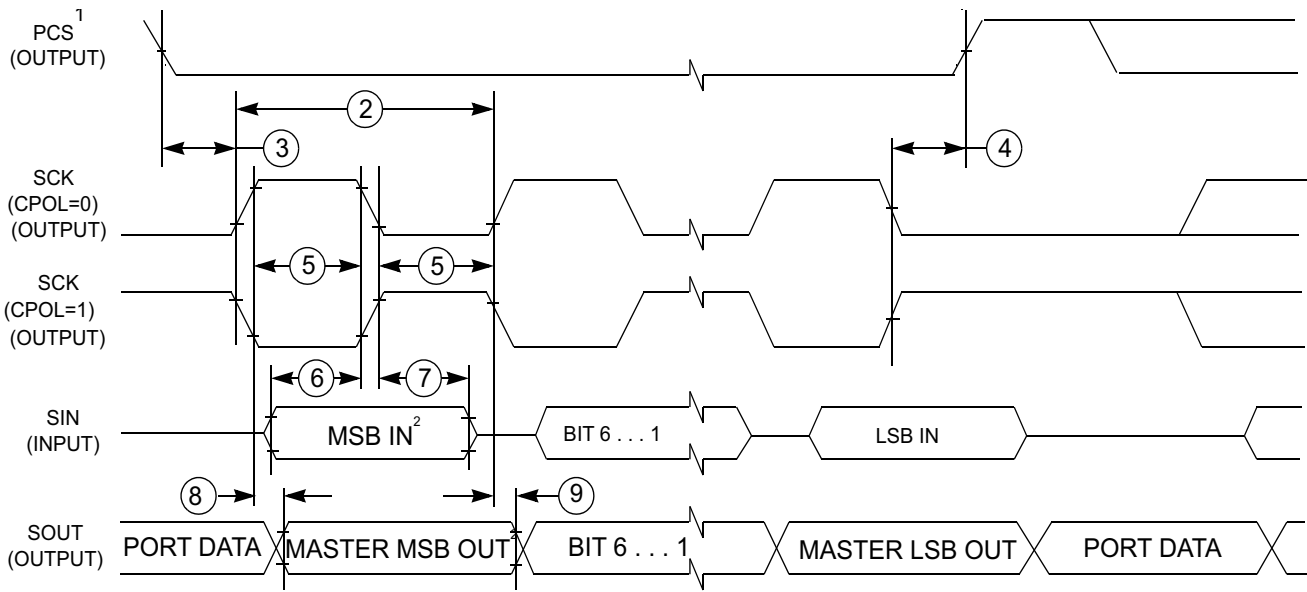 PCS1
(OUTPUT)
2
3
4
SCK
(CPOL=0)
(OUTPUT)
5
5
SCK
(CPOL=1)
(OUTPUT)
6
7
SIN
(INPUT)
MSB IN2
BIT 6 . . . 1
LSB IN
8
9
SOUT
(OUTPUT)
PORT DATA
MASTER MSB OUT2
BIT 6 . . . 1
MASTER LSB OUT
PORT DATA